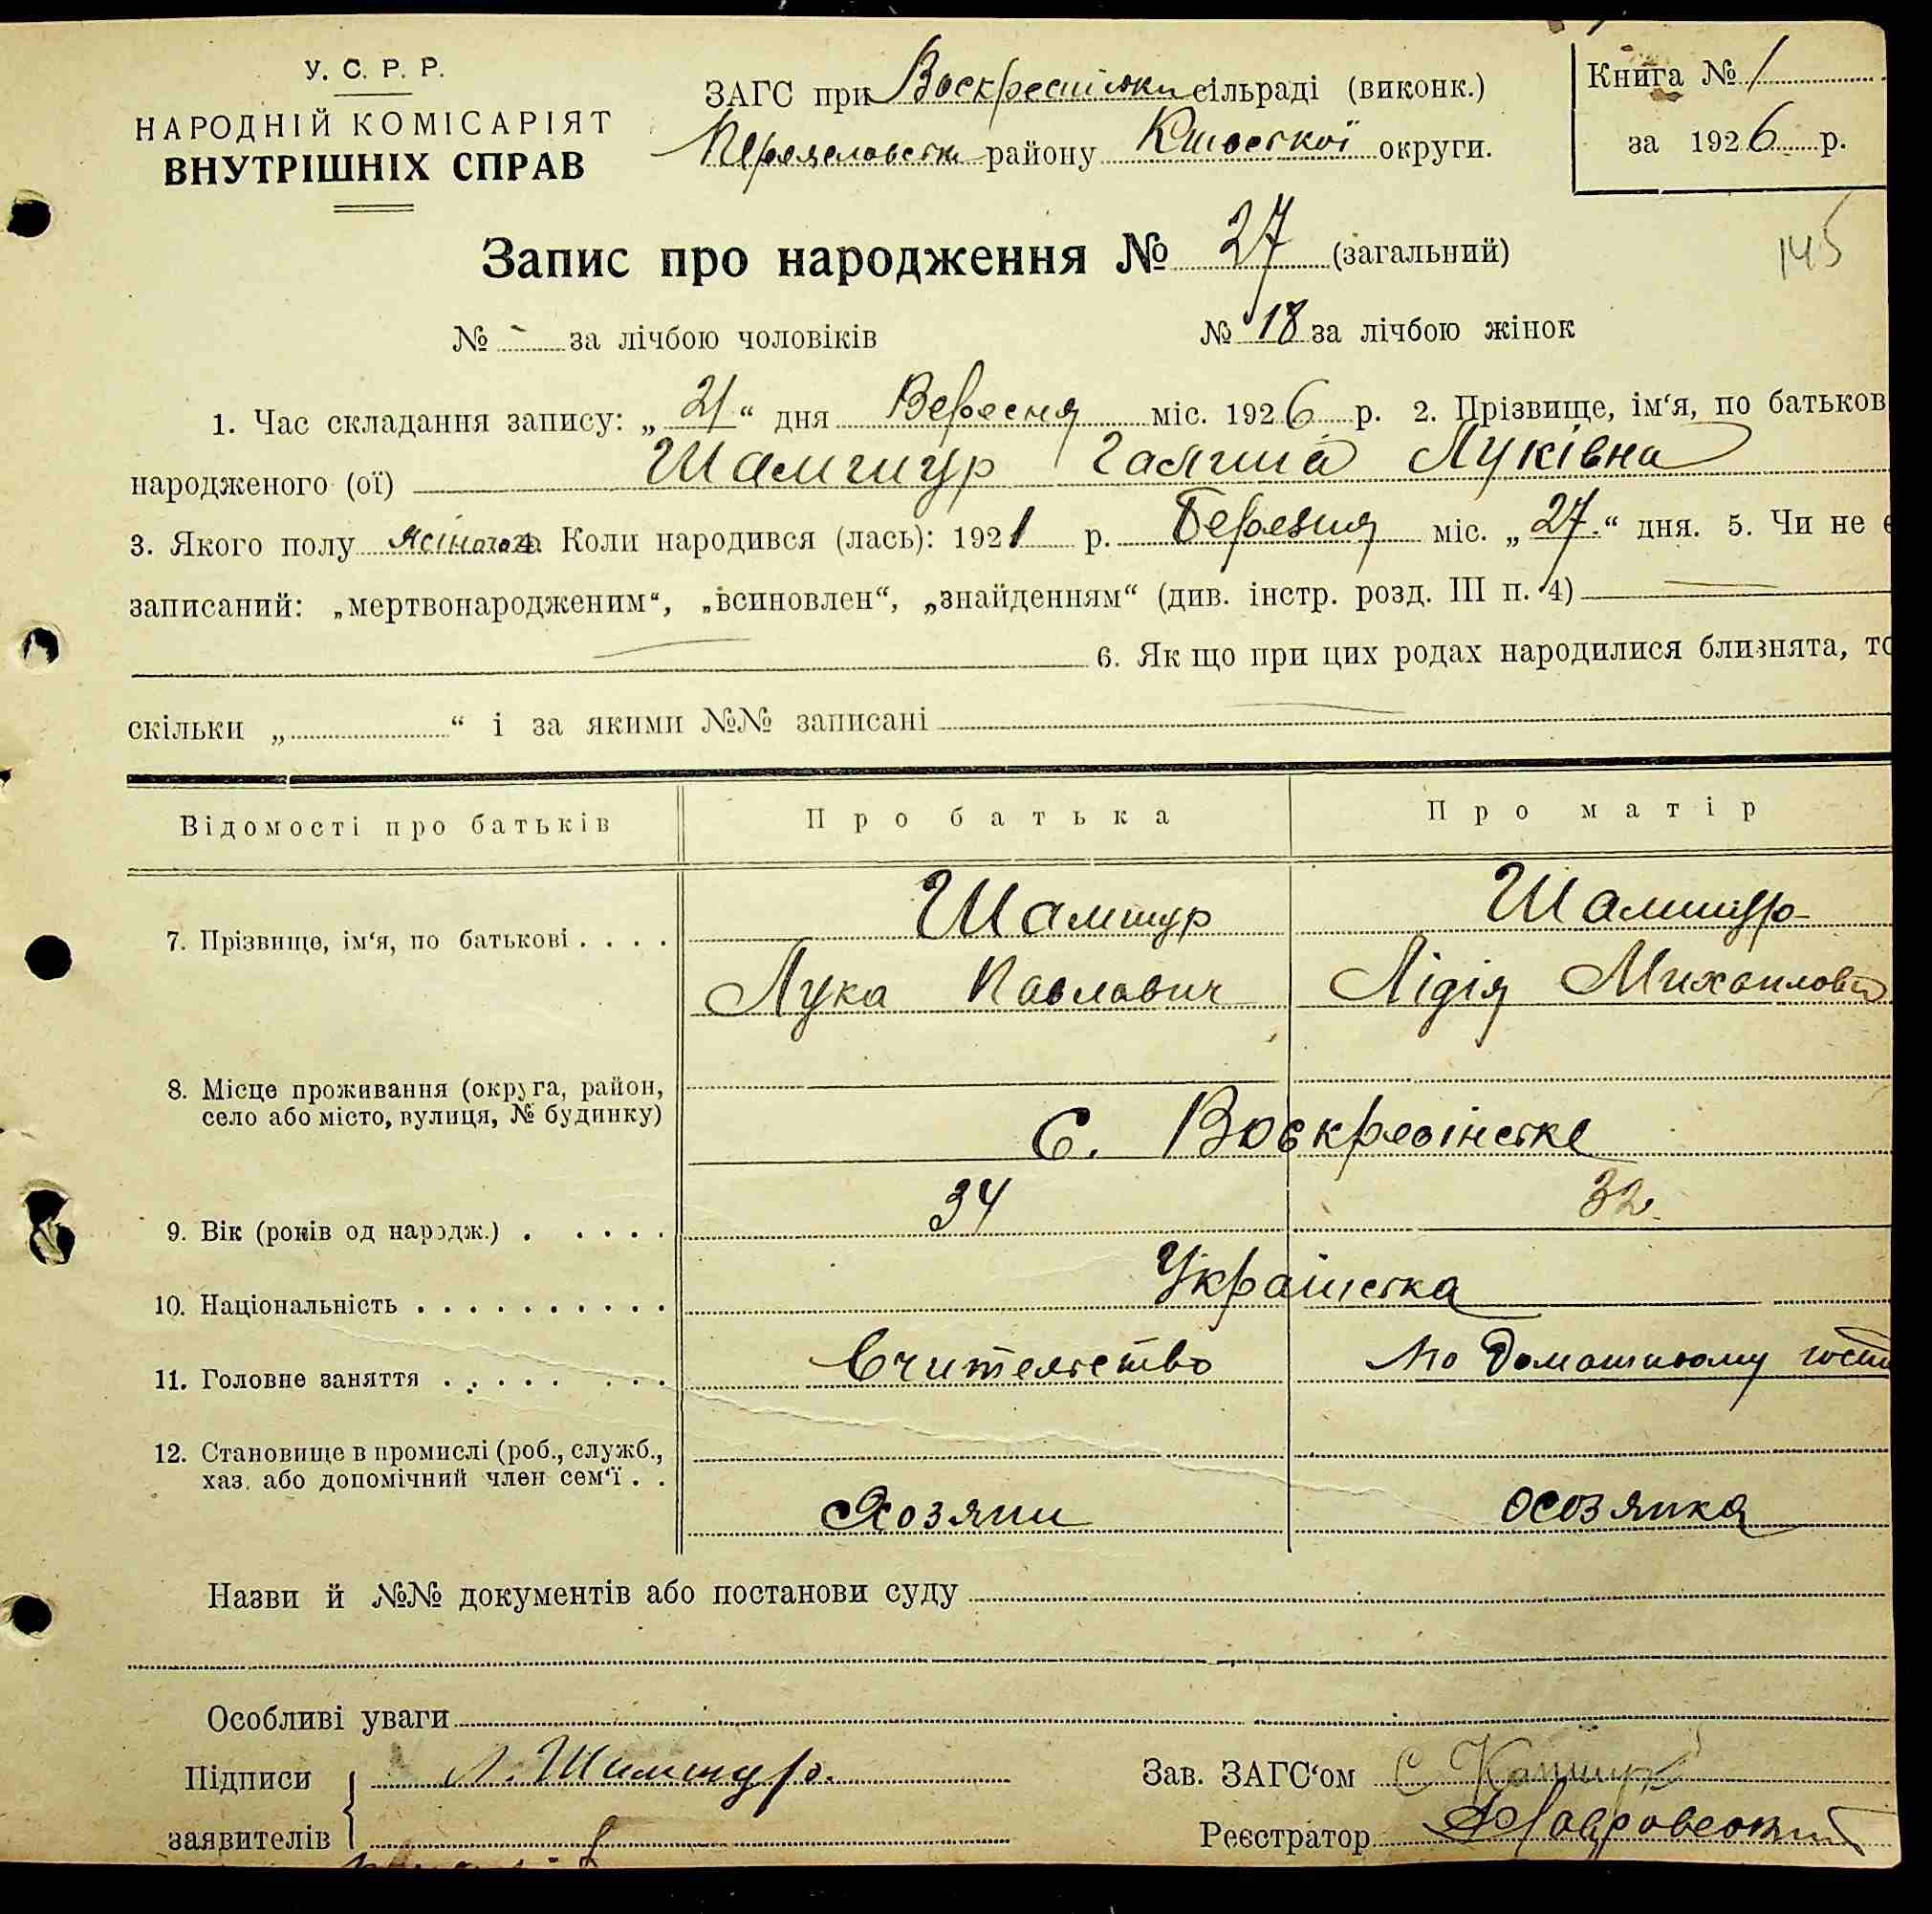 У. С. Р. Р.
НАРОДНІЙ КОМІСАРІЯТ
ВНУТРІШНІХ СПРАВ
ЗАГС при сільраді (виконк.)
району Київської округи.
Книга № 1
за 1926 р.
Запис про народження № 27 (загальний)
145
№ - за лічбою чоловіків № 18 за лічбою жінок
1. Час складання запису: „21“ дня Вересня міс. 1926 р. 2. Прізвище, ім‘я, по батьков
народженого (ої) Шамшур Галина Луківна
3. Якого полу жіночого 4. Коли народився (лась): 1921 р. Березня міс. „27.“ дня. 5. Чи не є
записаний: „мертвонародженим“, „всиновлен“, „знайденням“ (див. інстр. розд. III п. 4)
6. Як що при цих родах народилися близнята, то
скільки „ “ і за якими №№ записані
Відомості про батьків Про батька Про матір
7. Прізвище, ім‘я, по батькові . . . .
Шамшур Шамшур
Лука Павлович Лідія
8. Місце проживання (округа, район,
село або місто, вулиця, № будинку)
С. Воскресінске
9. Вік (років од народж.) . . . . . 34 32
10. Національність . . . . . . . . . . Українска
11. Головне заняття . . . . . . . . Вчительство По домашньому
12. Становище в промислі (роб., служб.,
хаз. або допомічний член сем‘ї . .
Хозяин хозяйка
Назви й №№ документів або постанови суду
Особливі уваги
Підписи Л. Шамшур. Зав. ЗАГС‘ом
заявителів Реєстратор